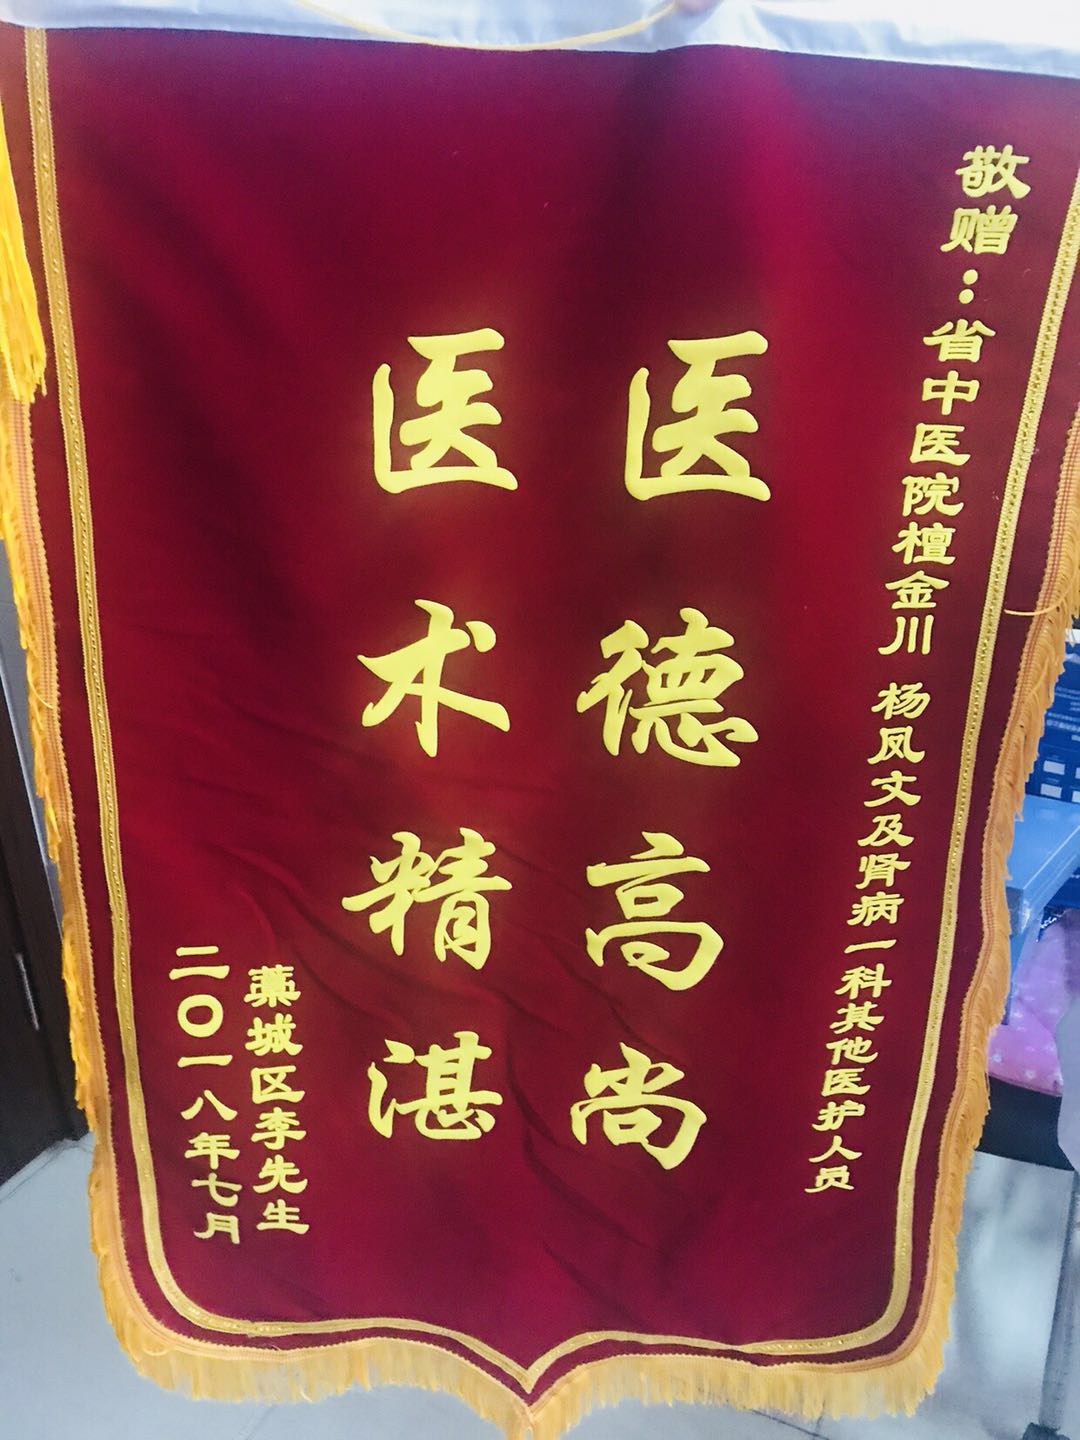 敬赠：省中医院檀金川 杨凤文及肾病一科其他医护人员
医德高尚
医术精湛
藁城区李先生
二〇一八年七月